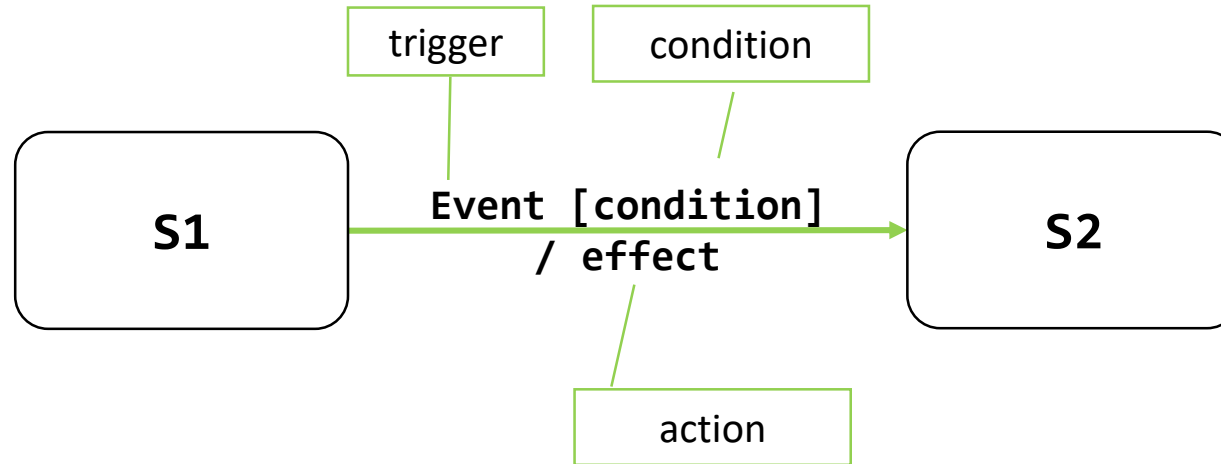 trigger
condition
Event [condition]
S1
S2
/ effect
action